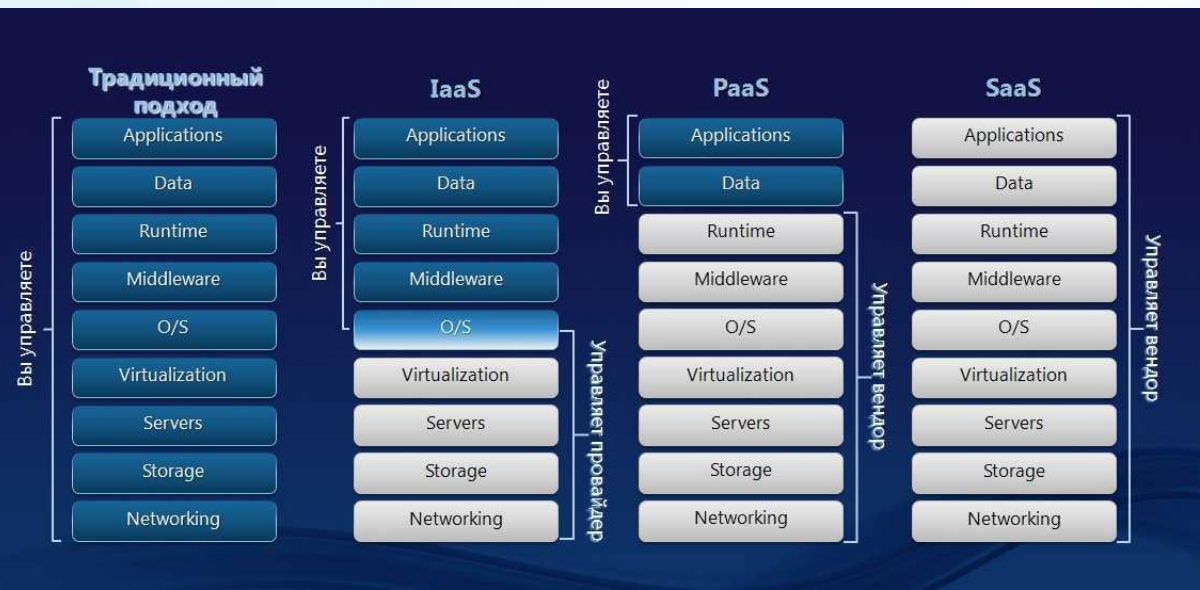 Традиционный
подход
Вы управляете
Applications
Data
Runtime
Middleware
O/S
Virtualization
Servers
Storage
Networking
IaaS
Вы управляете
Applications
Data
Runtime
Middleware
O/S
Virtualization
Servers
Storage
Networking
Управляет провайдер
PaaS
Вы управляете
Applications
Data
Runtime
Middleware
O/S
Virtualization
Servers
Storage
Networking
Управляет вендор
SaaS
Applications
Data
Runtime
Middleware
O/S
Virtualization
Servers
Storage
Networking
Управляет вендор